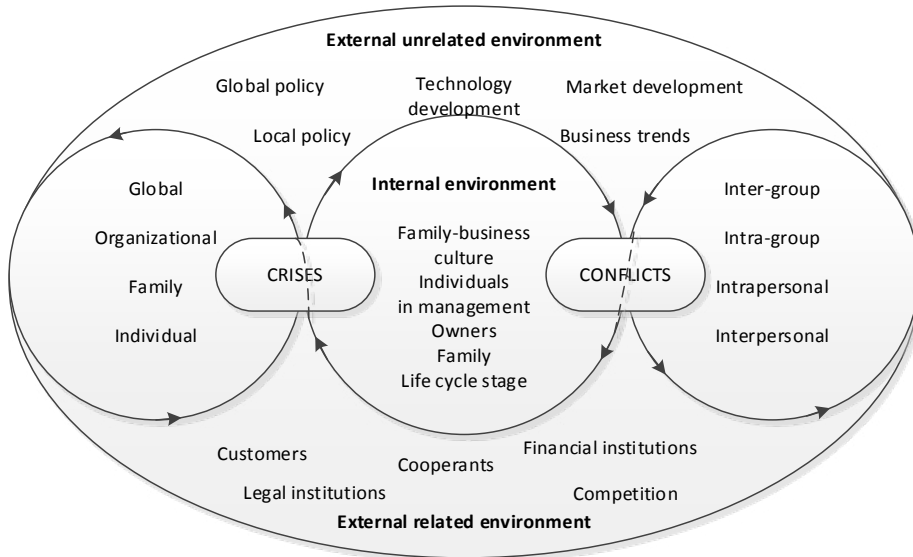 External unrelated environment
Global policy
Technology
development
Market development
Local policy
Business trends
Global
Organizational
Family
Individual
CRISES
Internal environment
Family-business
culture
Individuals
in management
Owners
Family
Life cycle stage
CONFLICTS
Inter-group
Intra-group
Intrapersonal
Interpersonal
Customers
Cooperants
Financial institutions
Legal institutions
Competition
External related environment